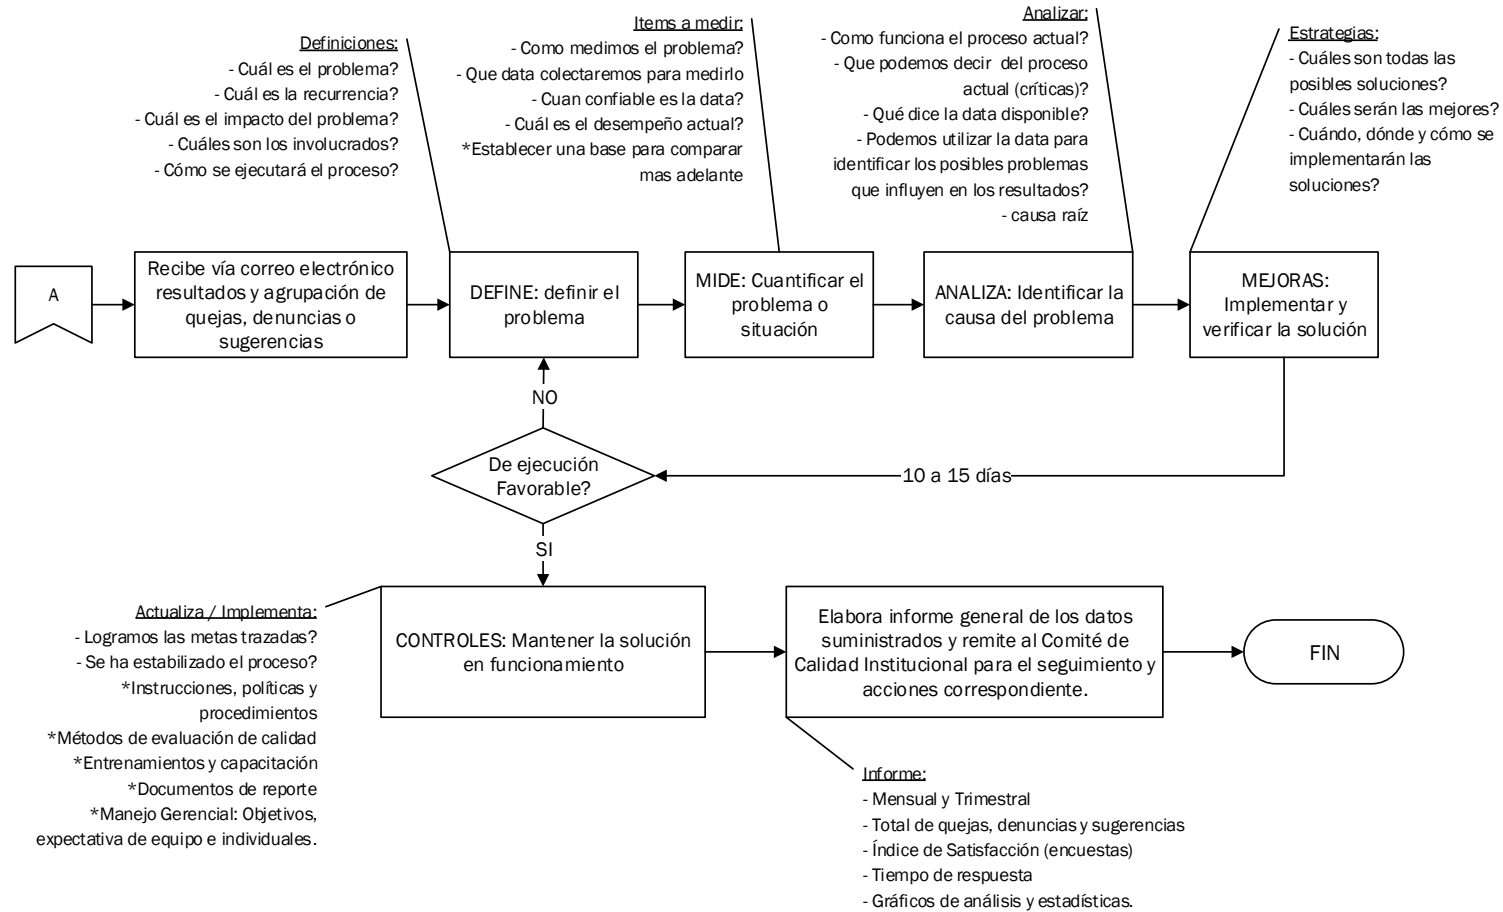 Definiciones:
- Cuál es el problema?
- Cuál es la recurrencia?
- Cuál es el impacto del problema?
- Cuáles son los involucrados?
- Cómo se ejecutará el proceso?
Items a medir:
- Como medimos el problema?
- Que data colectaremos para medirlo
- Cuan confiable es la data?
- Cuál es el desempeño actual?
*Establecer una base para comparar
mas adelante
Analizar:
- Como funciona el proceso actual?
- Que podemos decir del proceso
actual (críticas)?
- Qué dice la data disponible?
- Podemos utilizar la data para
identificar los posibles problemas
que influyen en los resultados?
- causa raíz
Estrategias:
- Cuáles son todas las
posibles soluciones?
- Cuáles serán las mejores?
- Cuándo, dónde y cómo se
implementarán las
soluciones?
A
Recibe vía correo electrónico
resultados y agrupación de
quejas, denuncias o
sugerencias
DEFINE: definir el
problema
MIDE: Cuantificar el
problema o
situación
ANALIZA: Identificar la
causa del problema
MEJORAS:
Implementar y
verificar la solución
NO
De ejecución
Favorable?
10 a 15 días
SI
Actualiza / Implementa:
- Logramos las metas trazadas?
- Se ha estabilizado el proceso?
*Instrucciones, políticas y
procedimientos
*Métodos de evaluación de calidad
*Entrenamientos y capacitación
*Documentos de reporte
*Manejo Gerencial: Objetivos,
expectativa de equipo e individuales.
CONTROLES: Mantener la solución
en funcionamiento
Elabora informe general de los datos
suministrados y remite al Comité de
Calidad Institucional para el seguimiento y
acciones correspondiente.
FIN
Informe:
- Mensual y Trimestral
- Total de quejas, denuncias y sugerencias
- Índice de Satisfacción (encuestas)
- Tiempo de respuesta
- Gráficos de análisis y estadísticas.